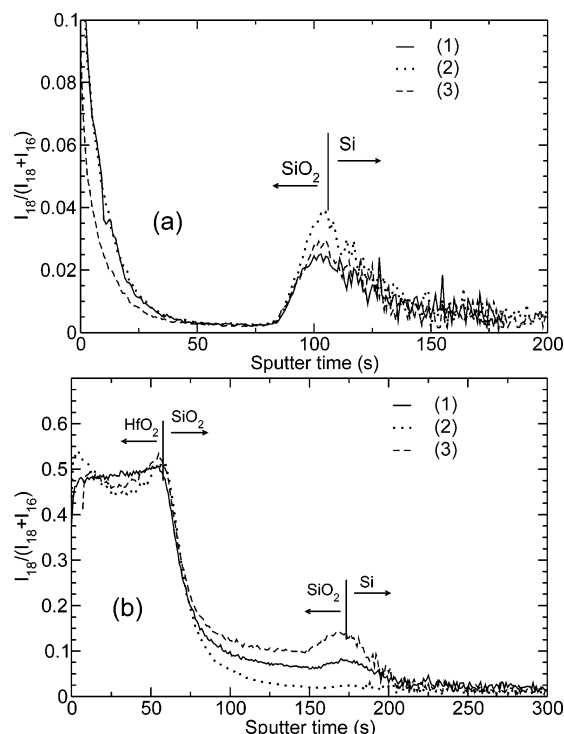 0.1
0.08
0.06
0.04
0.02
0
I18/(I18+I16)
(1)
(2)
(3)
Si
SiO2
(a)
0 50 100 150 200
Sputter time (s)
0.6
0.5
0.4
0.3
0.2
0.1
0
I18/(I18+I16)
(1)
(2)
(3)
HfO2 SiO2
SiO2 Si
(b)
0 50 100 150 200 250 300
Sputter time (s)